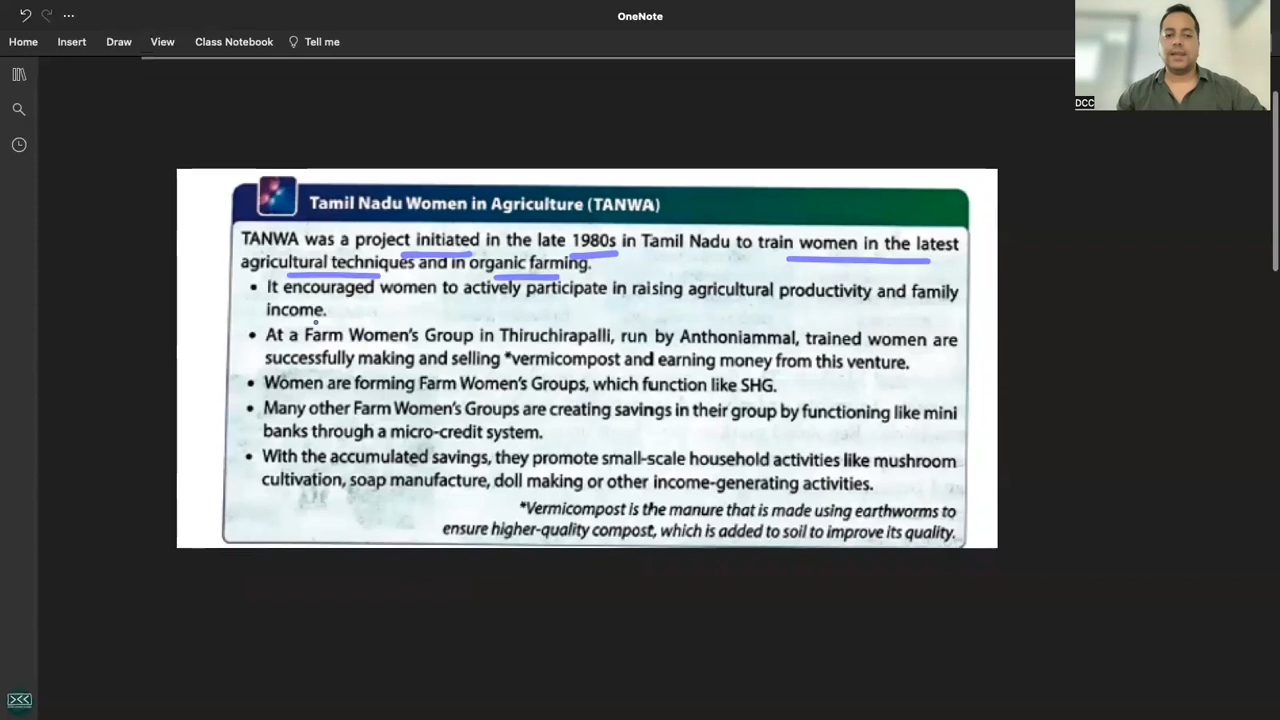 OneNote
Home Insert Draw View Class Notebook Tell me
DCC
Tamil Nadu Women in Agriculture (TANWA)
TANWA was a project initiated in the late 1980s in Tamil Nadu to train women in the latest
agricultural techniques and in organic farming.
• It encouraged women to actively participate in raising agricultural productivity and family
income.
• At a Farm Women's Group in Thiruchirapalli, run by Anthoniammal, trained women are
successfully making and selling *vermicompost and earning money from this venture.
• Women are forming Farm Women's Groups, which function like SHG.
• Many other Farm Women's Groups are creating savings in their group by functioning like mini
banks through a micro-credit system.
• With the accumulated savings, they promote small-scale household activities like mushroom
cultivation, soap manufacture, doll making or other income-generating activities.
*Vermicompost is the manure that is made using earthworms to
ensure higher-quality compost, which is added to soil to improve its quality.